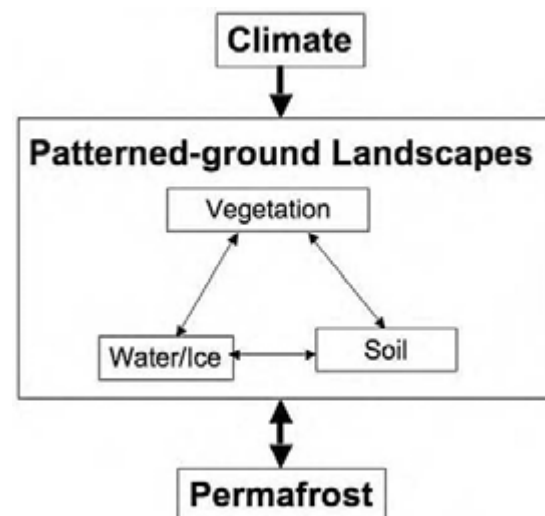 Climate
Patterned-ground Landscapes
Vegetation
Water/Ice
Soil
Permafrost